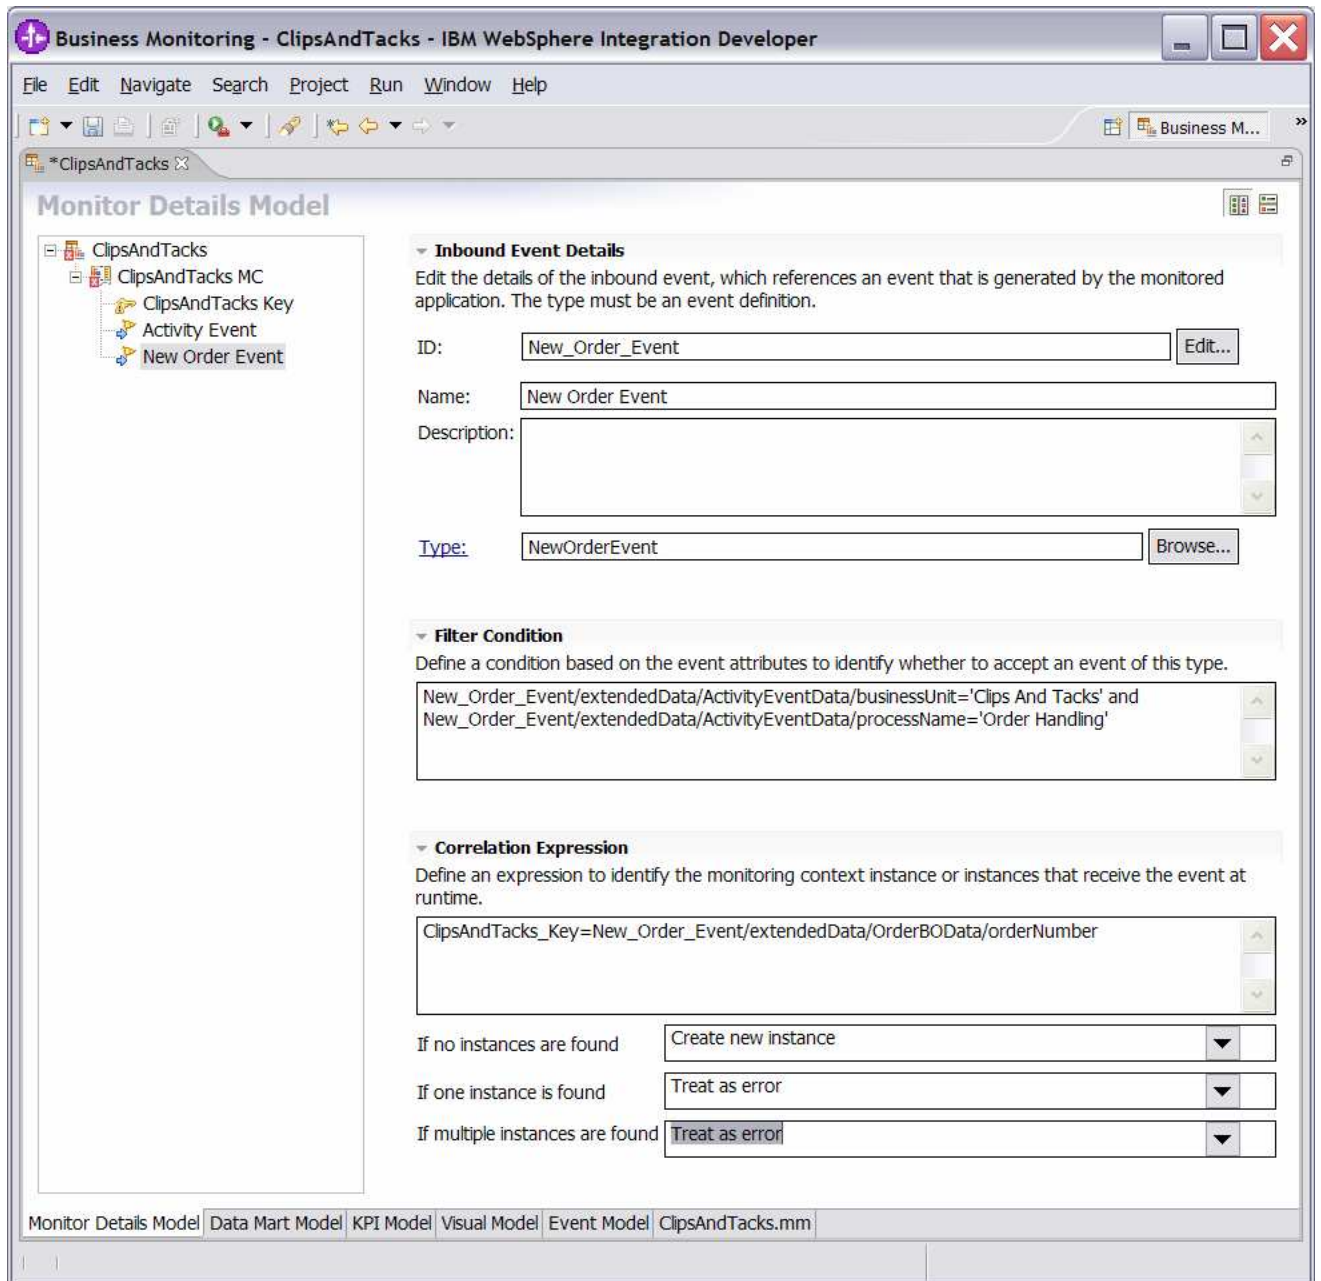 Business Monitoring - ClipsAndTacks - IBM WebSphere Integration Developer
File Edit Navigate Search Project Run Window Help
Business M... »
*ClipsAndTacks
Monitor Details Model
ClipsAndTacks
ClipsAndTacks MC
ClipsAndTacks Key
Activity Event
New Order Event
Inbound Event Details
Edit the details of the inbound event, which references an event that is generated by the monitored
application. The type must be an event definition.
ID: New_Order_Event Edit...
Name: New Order Event
Description:
Type: NewOrderEvent Browse...
Filter Condition
Define a condition based on the event attributes to identify whether to accept an event of this type.
New_Order_Event/extendedData/ActivityEventData/businessUnit='Clips And Tacks' and
New_Order_Event/extendedData/ActivityEventData/processName='Order Handling'
Correlation Expression
Define an expression to identify the monitoring context instance or instances that receive the event at
runtime.
ClipsAndTacks_Key=New_Order_Event/extendedData/OrderBOData/orderNumber
If no instances are found Create new instance
If one instance is found Treat as error
If multiple instances are found Treat as error
Monitor Details Model Data Mart Model KPI Model Visual Model Event Model ClipsAndTacks.mm